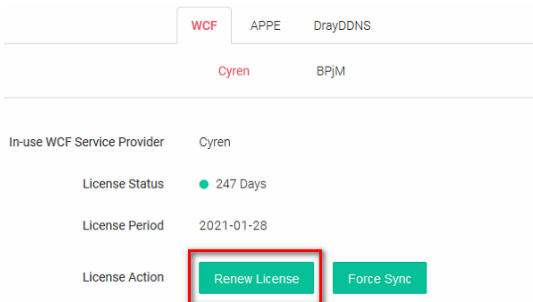 WCF APPE DrayDDNS
Cyren BPjM
In-use WCF Service Provider Cyren
License Status 247 Days
License Period 2021-01-28
License Action Renew License Force Sync